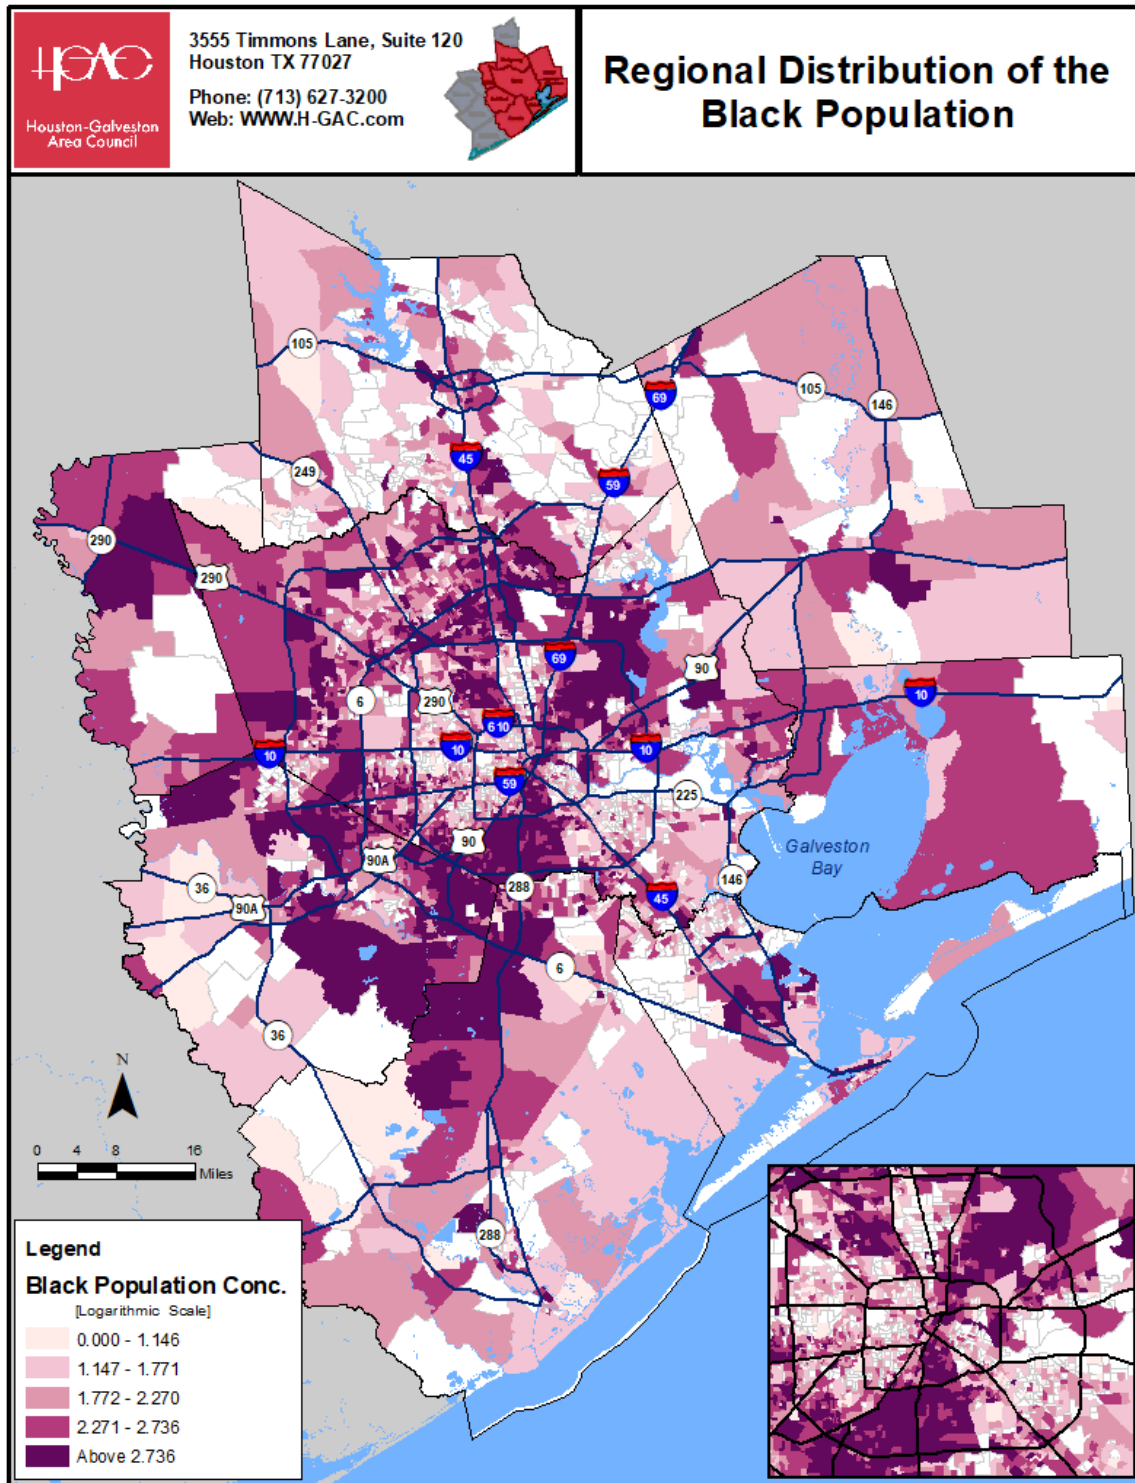 HGAC
Houston-Galveston
Area Council
3555 Timmons Lane, Suite 120
Houston TX 77027
Phone: (713) 627-3200
Web: WWW.H-GAC.com
Regional Distribution of the
Black Population
105
105
146
69
45
249
59
290
290
69
90
6
290
610
10
10
10
10
59
225
90
90A
Galveston
Bay
36
90A
288
45
146
6
36
N
0 4 8 16
Miles
288
Legend
Black Population Conc.
[Logarithmic Scale]
0.000 - 1.146
1.147 - 1.771
1.772 - 2.270
2.271 - 2.736
Above 2.736